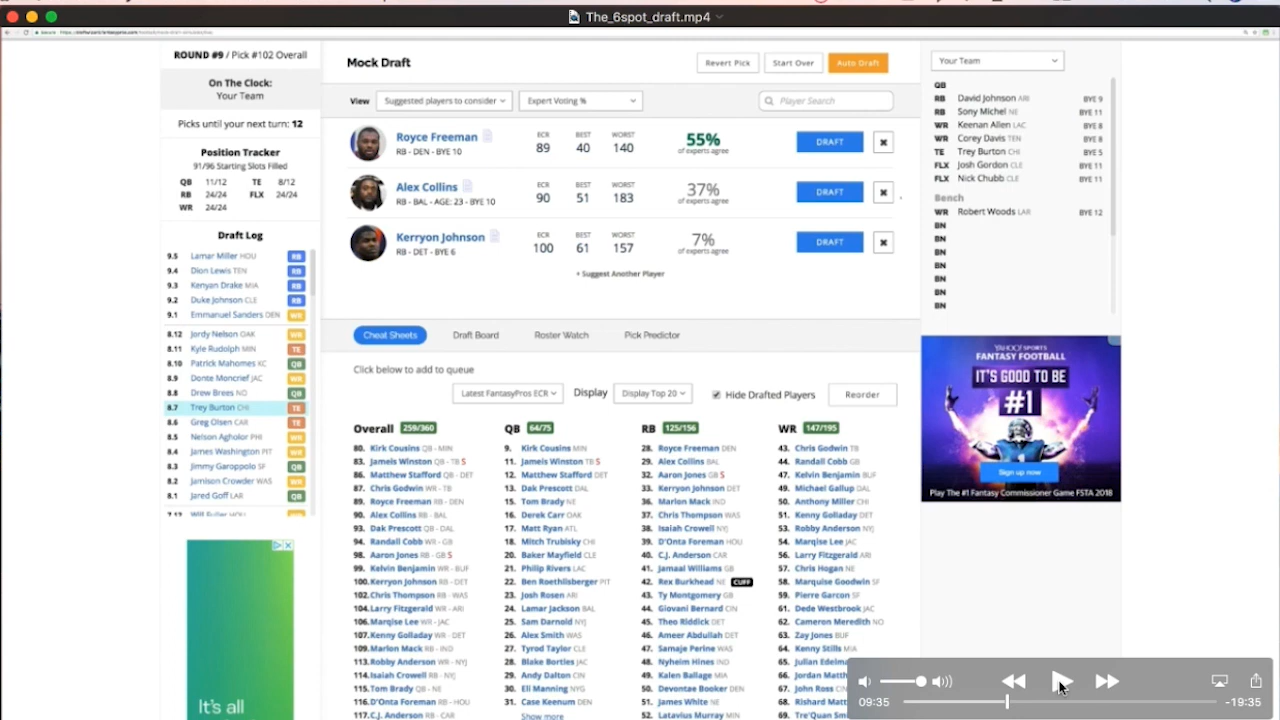 The_6spot_draft.mp4
ROUND #9 / Pick #102 Overall
On The Clock:
Your Team
Picks until your next turn: 12
Position Tracker
91/96 Starting Slots Filled
QB 11/12 TE 8/12
RB 24/24 FLX 24/24
WR 24/24
Draft Log
9.5 Lamar Miller HOU RB
9.4 Dion Lewis TEN RB
9.3 Kenyan Drake MIA RB
9.2 Duke Johnson CLE RB
9.1 Emmanuel Sanders DEN WR
8.12 Jordy Nelson OAK WR
8.11 Kyle Rudolph MIN TE
8.10 Patrick Mahomes KC QB
8.9 Donte Moncrief JAC WR
8.8 Drew Brees NO QB
8.7 Trey Burton CHI TE
8.6 Greg Olsen CAR TE
8.5 Nelson Agholor PHI WR
8.4 James Washington PIT WR
8.3 Jimmy Garoppolo SF QB
8.2 Jamison Crowder WAS WR
8.1 Jared Goff LAR QB
7.12 Will Fuller HOU WR
It's all
Mock Draft
Revert Pick Start Over Auto Draft
View Suggested players to consider Expert Voting % Player Search
Royce Freeman ECR BEST WORST 55% DRAFT
RB - DEN - BYE 10 89 40 140 of experts agree
Alex Collins ECR BEST WORST 37% DRAFT
RB - BAL - AGE: 23 - BYE 10 90 51 183 of experts agree
Kerryon Johnson ECR BEST WORST 7% DRAFT
RB - DET - BYE 6 100 61 157 of experts agree
+ Suggest Another Player
Cheat Sheets Draft Board Roster Watch Pick Predictor
Click below to add to queue
Latest FantasyPros ECR Display Display Top 20 Hide Drafted Players Reorder
Overall 259/360
80. Kirk Cousins QB - MIN
83. Jameis Winston QB - TB S
86. Matthew Stafford QB - DET
87. Chris Godwin WR - TB
89. Royce Freeman RB - DEN
90. Alex Collins RB - BAL
93. Dak Prescott QB - DAL
94. Randall Cobb WR - GB
98. Aaron Jones RB - GB S
99. Kelvin Benjamin WR - BUF
100. Kerryon Johnson RB - DET
102. Chris Thompson RB - WAS
104. Larry Fitzgerald WR - ARI
106. Marqise Lee WR - JAC
107. Kenny Golladay WR - DET
109. Marlon Mack RB - IND
113. Robby Anderson WR - NYJ
114. Isaiah Crowell RB - NYJ
115. Tom Brady QB - NE
116. D'Onta Foreman RB - HOU
117. C.J. Anderson RB - CAR
QB 64/75
9. Kirk Cousins MIN
11. Jameis Winston TB S
12. Matthew Stafford DET
13. Dak Prescott DAL
15. Tom Brady NE
16. Derek Carr OAK
17. Matt Ryan ATL
18. Mitch Trubisky CHI
20. Baker Mayfield CLE
21. Philip Rivers LAC
22. Ben Roethlisberger PIT
23. Josh Rosen ARI
24. Lamar Jackson BAL
25. Sam Darnold NYJ
26. Alex Smith WAS
27. Tyrod Taylor CLE
28. Blake Bortles JAC
29. Andy Dalton CIN
30. Eli Manning NYG
31. Case Keenum DEN
Show more
RB 125/156
28. Royce Freeman DEN
29. Alex Collins BAL
32. Aaron Jones GB S
33. Kerryon Johnson DET
36. Marlon Mack IND
37. Chris Thompson WAS
38. Isaiah Crowell NYJ
39. D'Onta Foreman HOU
40. C.J. Anderson CAR
41. Jamaal Williams GB
42. Rex Burkhead NE CUFF
43. Ty Montgomery GB
44. Giovani Bernard CIN
45. Theo Riddick DET
46. Ameer Abdullah DET
47. Samaje Perine WAS
48. Nyheim Hines IND
49. Kalen Ballage MIA
50. Devontae Booker DEN
51. James White NE
52. Latavius Murray MIN
WR 147/195
43. Chris Godwin TB
44. Randall Cobb GB
47. Kelvin Benjamin BUF
49. Michael Gallup DAL
50. Anthony Miller CHI
51. Kenny Golladay DET
53. Robby Anderson NYJ
54. Marqise Lee JAC
56. Larry Fitzgerald ARI
57. Chris Hogan NE
58. Marquise Goodwin SF
59. Pierre Garcon SF
61. Dede Westbrook JAC
62. Cameron Meredith NO
63. Zay Jones BUF
64. Kenny Stills MIA
65. Julian Edelma
66. Jordan Matth
67. John Ross CIN
68. Rishard Matt
69. Tre'Quan Sm
Your Team
QB
RB David Johnson ARI BYE 9
RB Sony Michel NE BYE 11
WR Keenan Allen LAC BYE 8
WR Corey Davis TEN BYE 8
TE Trey Burton CHI BYE 5
FLX Josh Gordon CLE BYE 11
FLX Nick Chubb CLE BYE 11
Bench
WR Robert Woods LAR BYE 12
BN
BN
BN
BN
BN
BN
BN
YAHOO! SPORTS
FANTASY FOOTBALL
IT'S GOOD TO BE
#1
Sign up now
Play The #1 Fantasy Commissioner Game FSTA 2018
09:35 -19:35